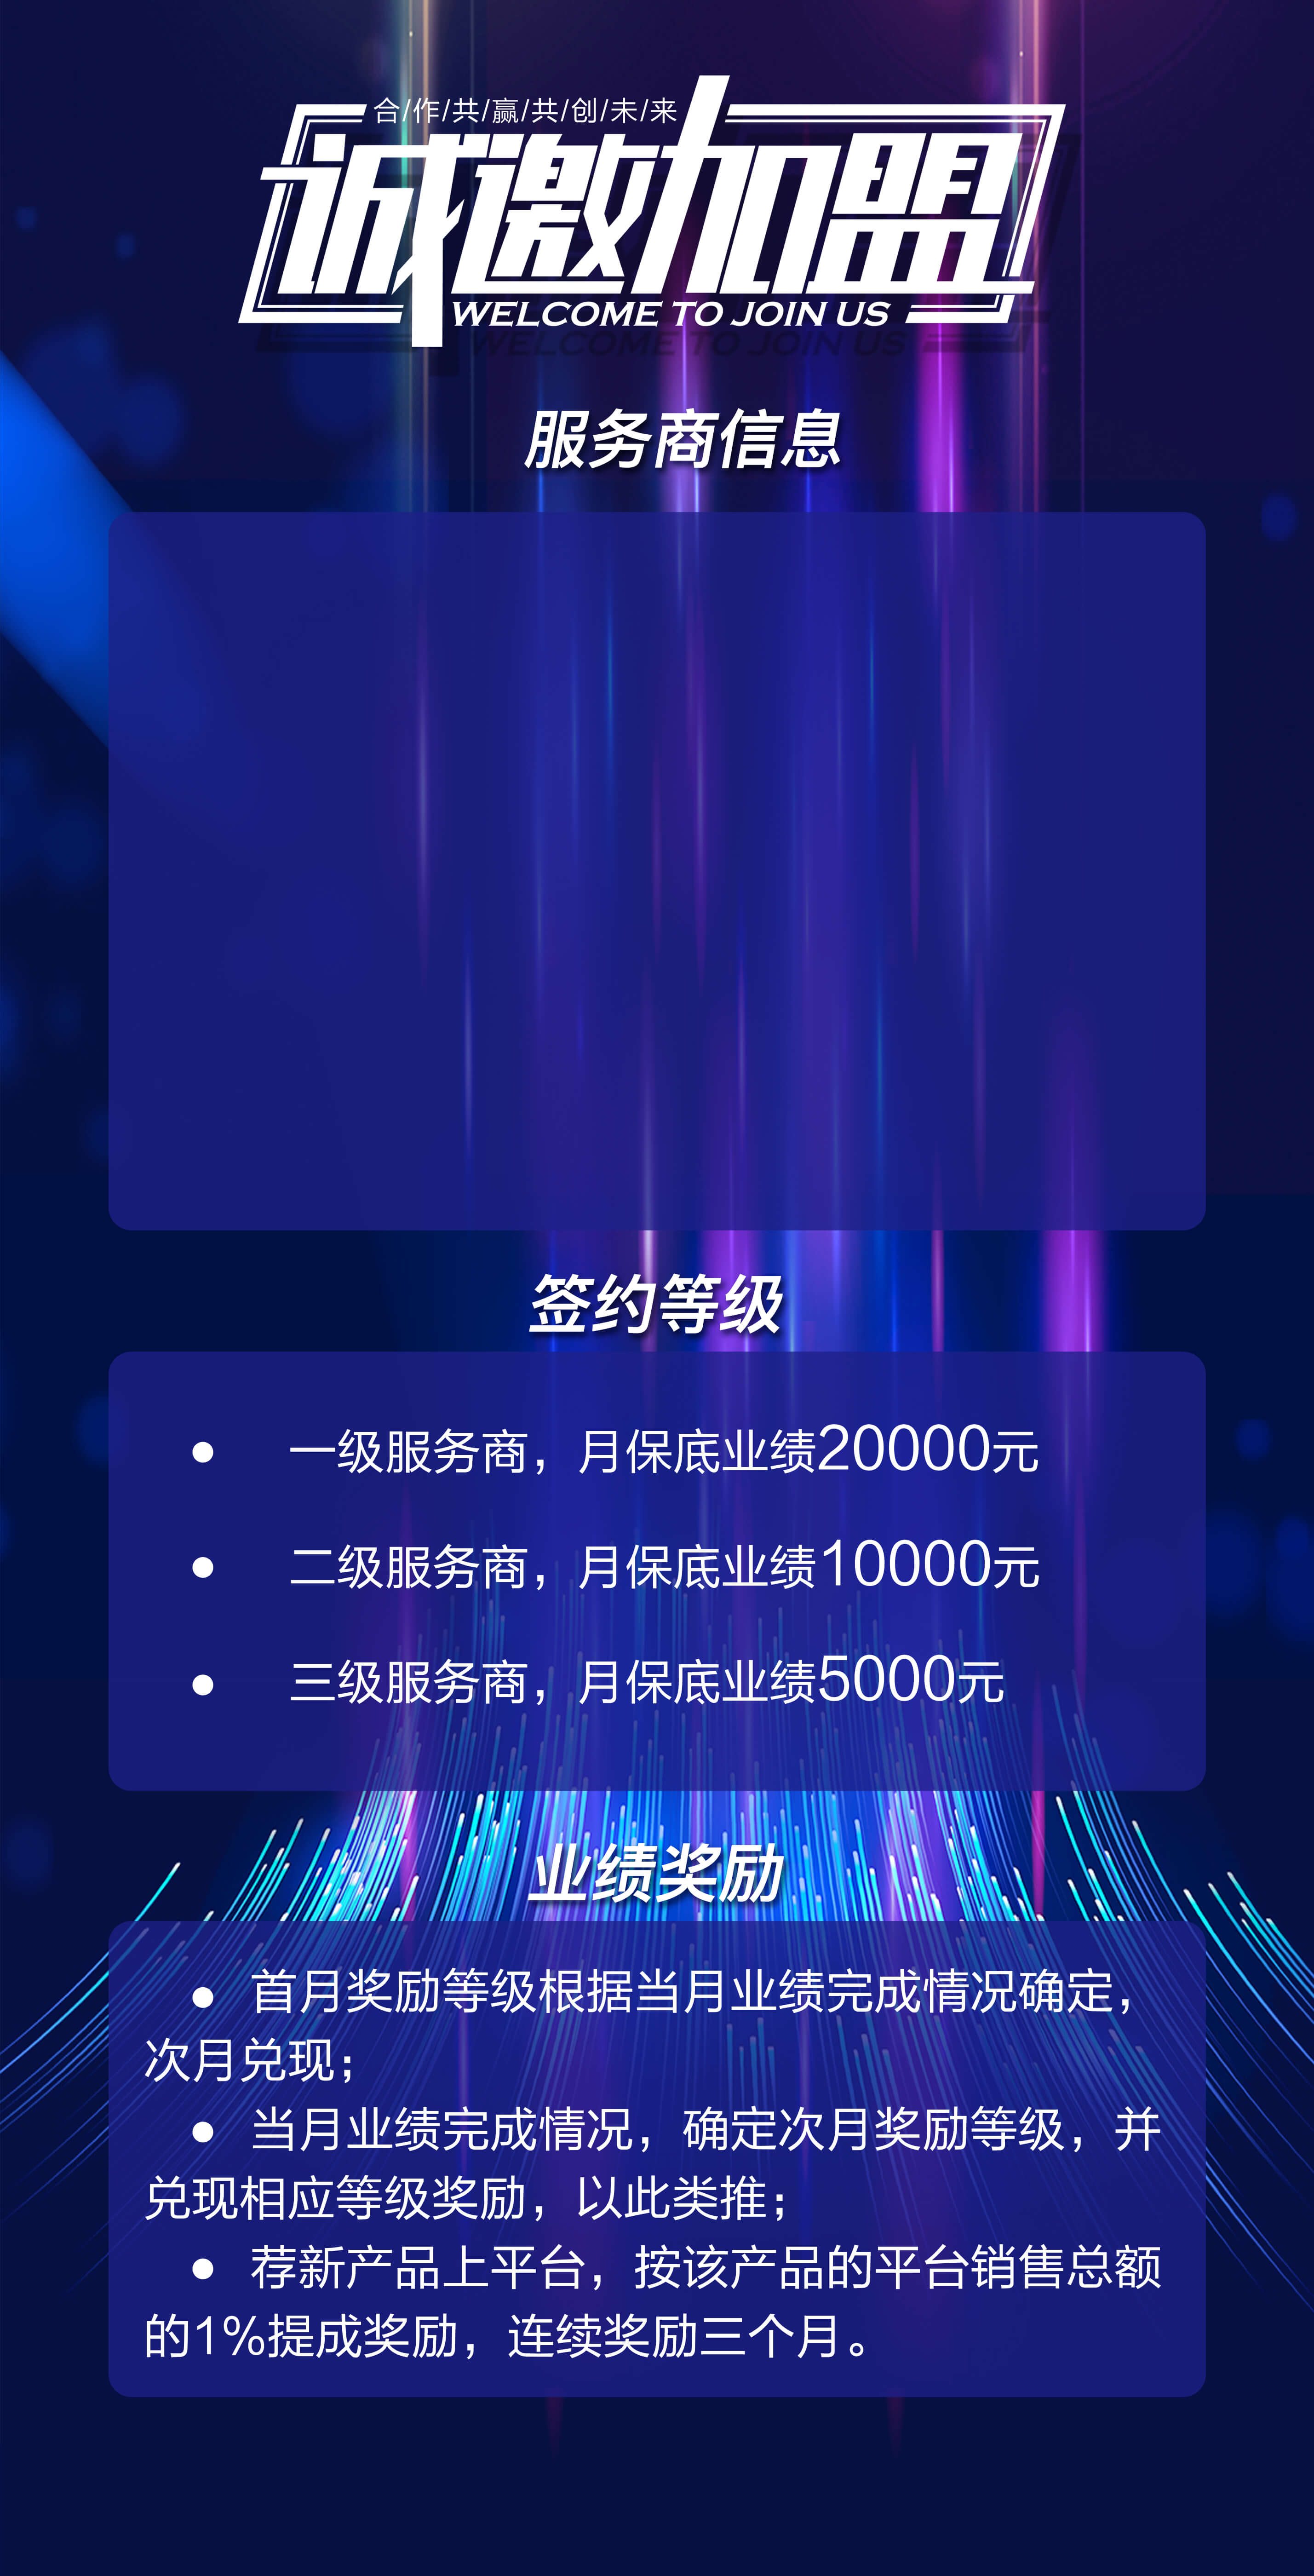 合/作/共/赢/共/创/未/来
诚邀加盟
WELCOME TO JOIN US
服务商信息
签约等级
● 一级服务商，月保底业绩20000元
● 二级服务商，月保底业绩10000元
● 三级服务商，月保底业绩5000元
业绩奖励
● 首月奖励等级根据当月业绩完成情况确定，
次月兑现；
● 当月业绩完成情况，确定次月奖励等级，并
兑现相应等级奖励，以此类推；
● 荐新产品上平台，按该产品的平台销售总额
的1%提成奖励，连续奖励三个月。